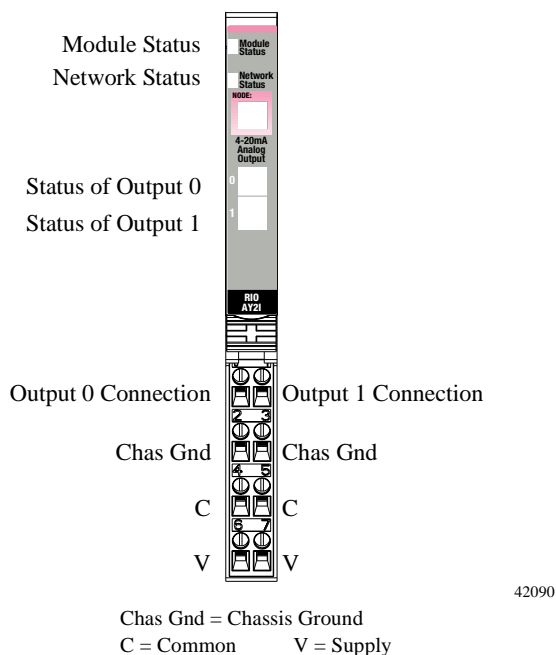 Module Status
Module
Status
Network Status
Network
Status
NODE:
4-20mA
Analog
Output
Status of Output 0
0
Status of Output 1
1
RIO
AY2I
Output 0 Connection
Output 1 Connection
2 3
Chas Gnd
Chas Gnd
4 5
C
C
6 7
V
V
42090
Chas Gnd = Chassis Ground
C = Common V = Supply